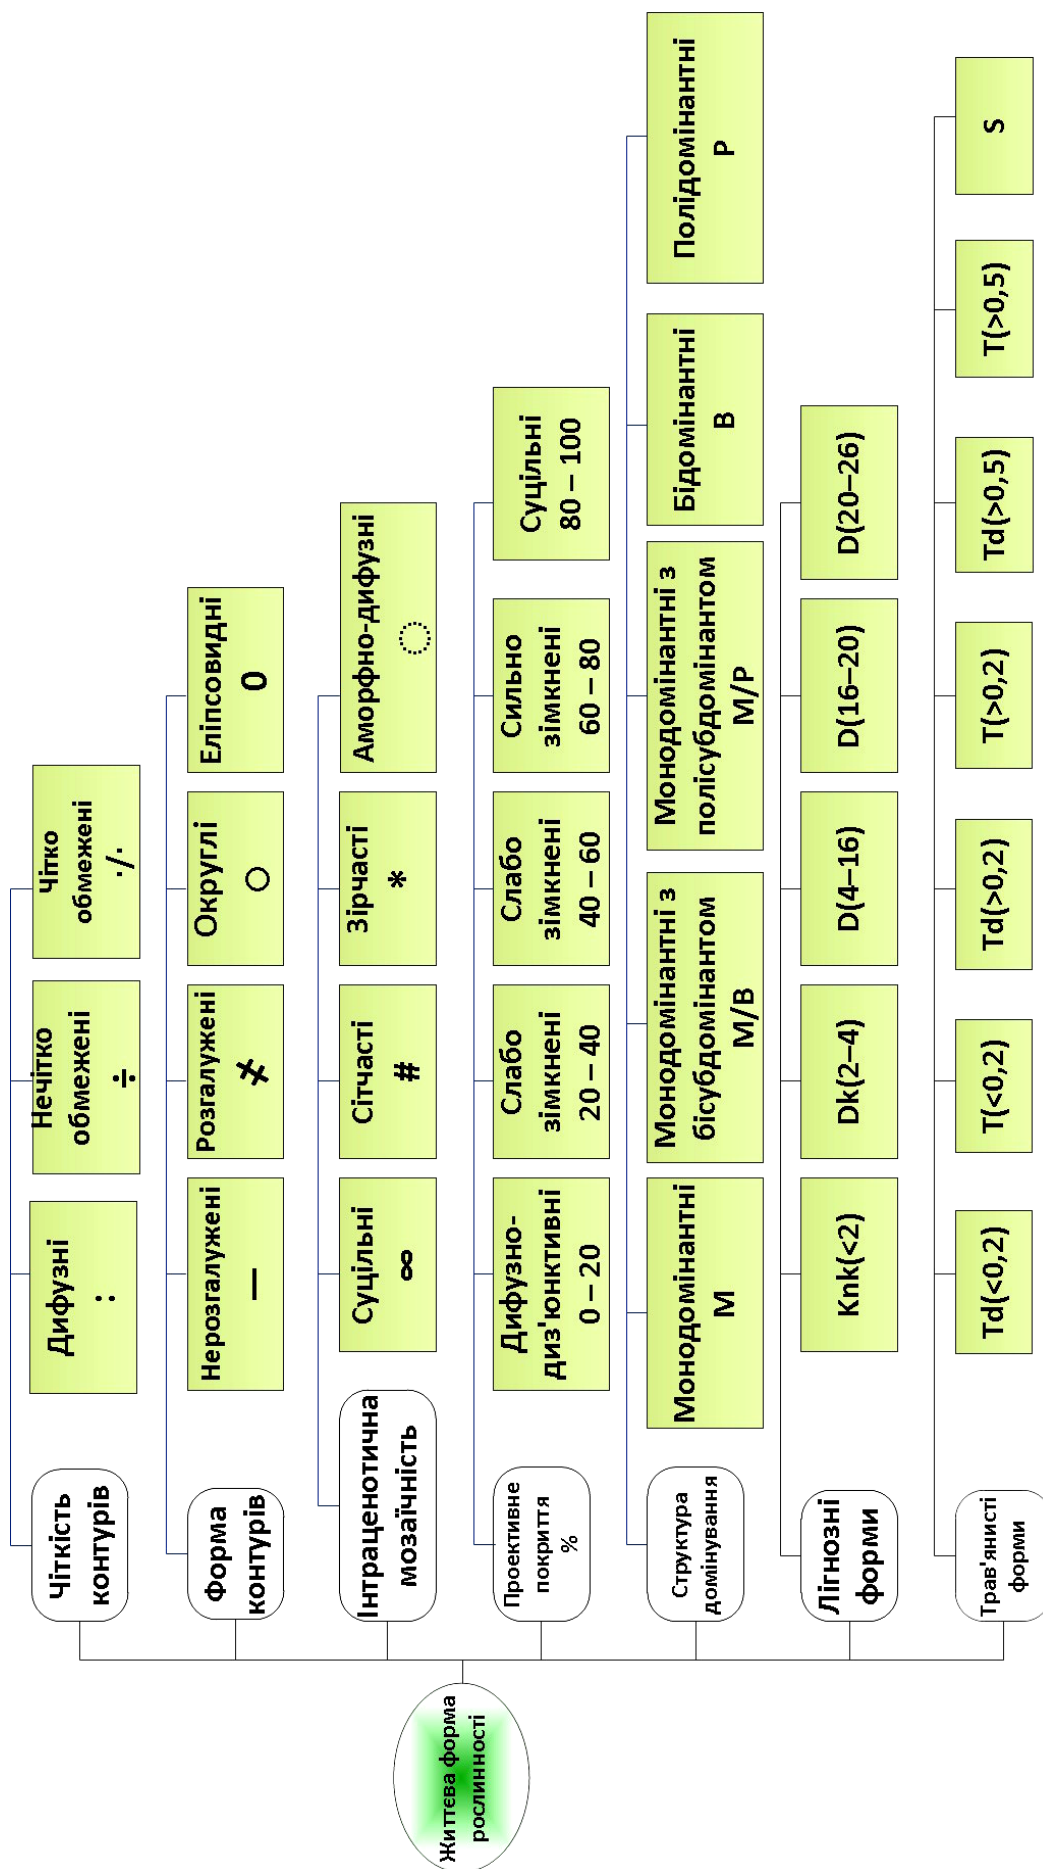 Життєва форма
рослинності
Чіткість
контурів
Дифузні
:
Нечітко
обмежені
÷
Чітко
обмежені
·/·
Форма
контурів
Нерозгалужені
—
Розгалужені
≠
Округлі
○
Еліпсовидні
0
Інтраценотична
мозаїчність
Суцільні
∞
Сітчасті
#
Зірчасті
*
Аморфно-дифузні
◌
Проективне
покриття
%
Дифузно-
диз'юнктивні
0 – 20
Слабо
зімкнені
20 – 40
Слабо
зімкнені
40 – 60
Сильно
зімкнені
60 – 80
Суцільні
80 – 100
Структура
домінування
Монодомінантні
М
Монодомінантні з
бісубдомінантом
М/В
Монодомінантні з
полісубдомінантом
М/Р
Бідомінантні
В
Полідомінантні
Р
Лігнозні
форми
Knk(<2)
Dk(2–4)
D(4–16)
D(16–20)
D(20–26)
Трав'янисті
форми
Td(<0,2)
T(<0,2)
Td(>0,2)
T(>0,2)
Td(>0,5)
T(>0,5)
S